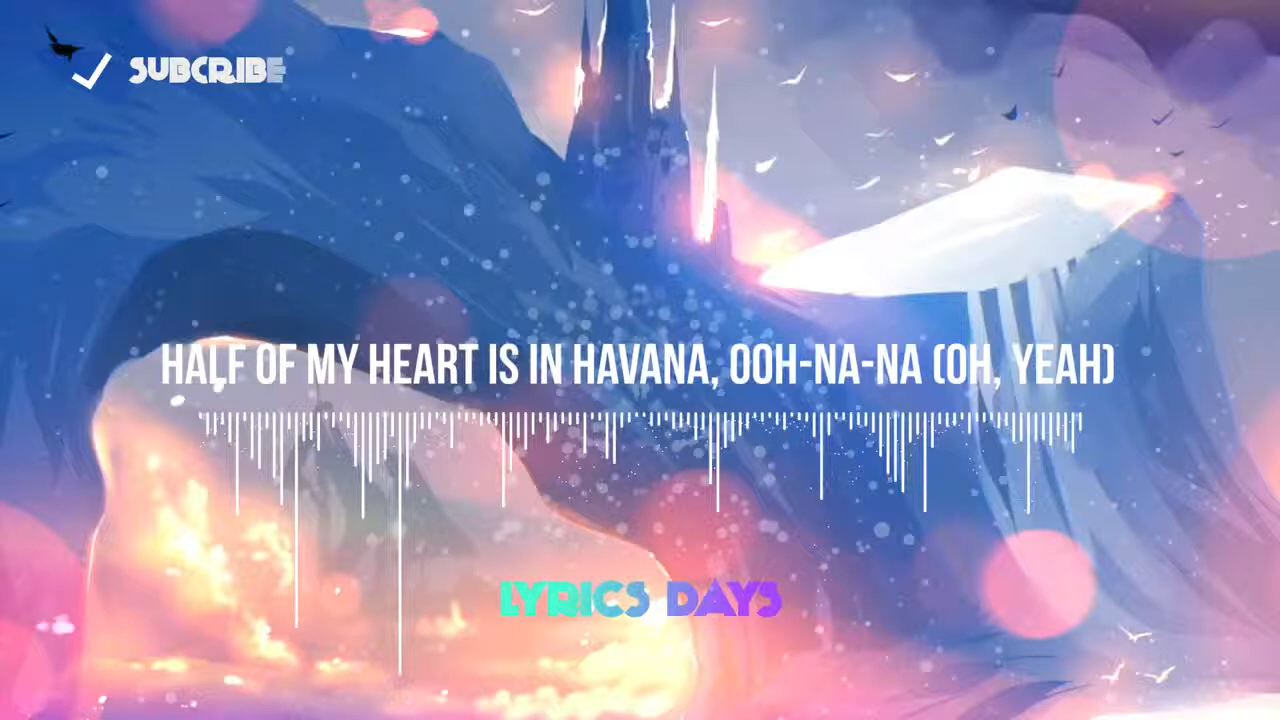 SUBCRIBE
HALF OF MY HEART IS IN HAVANA, OOH-NA-NA (OH, YEAH)
LYRICS DAYS